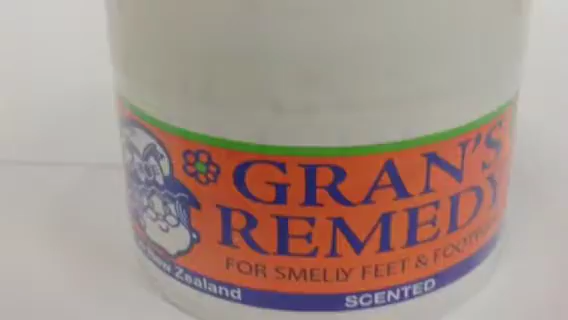 GRAN'S
REMEDY
FOR SMELLY FEET & FOOTW
New Zealand
SCENTED